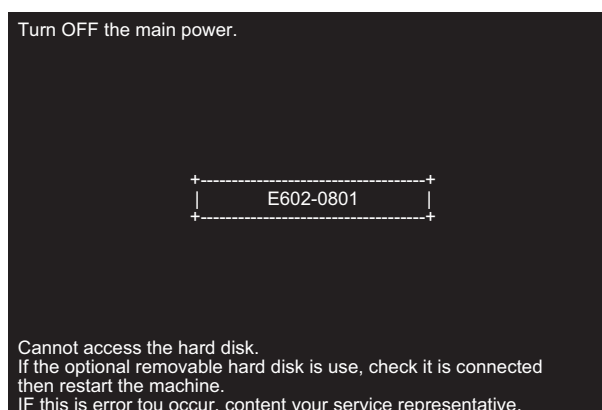 Turn OFF the main power.
+------------------------------------+
| E602-0801 |
+------------------------------------+
Cannot access the hard disk.
If the optional removable hard disk is use, check it is connected
then restart the machine.
IF this is error tou occur, content your service representative.